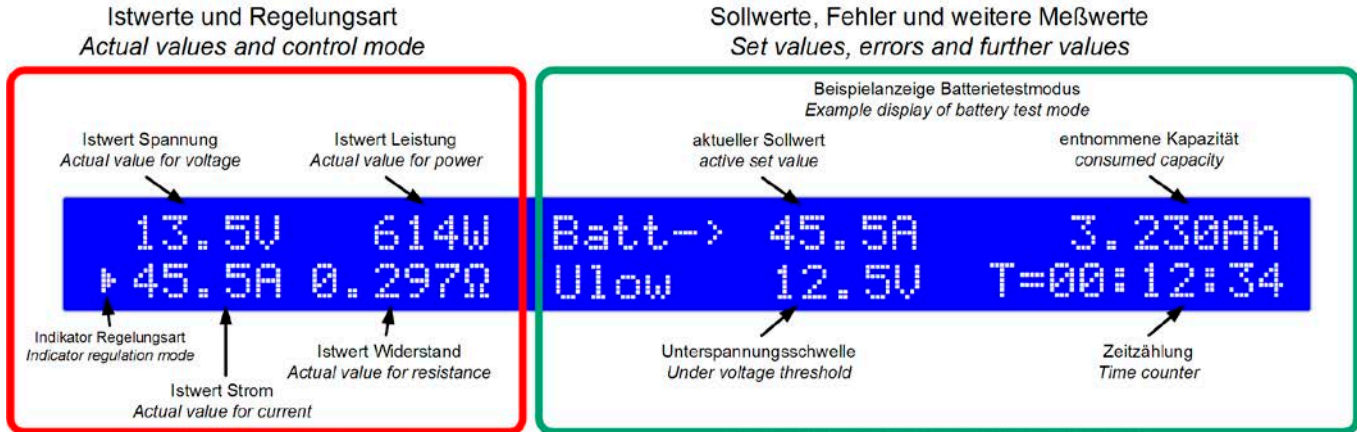 Istwerte und Regelungsart
Actual values and control mode
Sollwerte, Fehler und weitere Meßwerte
Set values, errors and further values
Beispielanzeige Batterietestmodus
Example display of battery test mode
Istwert Spannung
Actual value for voltage
Istwert Leistung
Actual value for power
aktueller Sollwert
active set value
entnommene Kapazität
consumed capacity
13.5V 614W Batt-> 45.5A 3.230Ah
45.5A 0.297Ω Ulow 12.5V T=00:12:34
Indikator Regelungsart
Indicator regulation mode
Istwert Strom
Actual value for current
Istwert Widerstand
Actual value for resistance
Unterspannungsschwelle
Under voltage threshold
Zeitzählung
Time counter